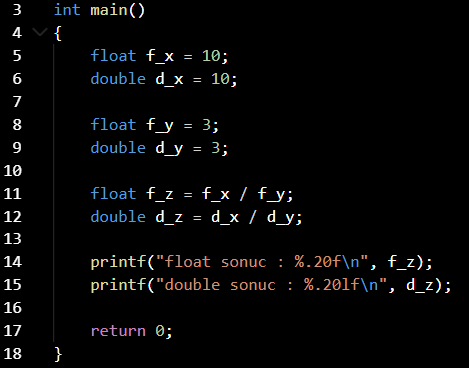 3 int main()
4 {
5 float f_x = 10;
6 double d_x = 10;
7
8 float f_y = 3;
9 double d_y = 3;
10
11 float f_z = f_x / f_y;
12 double d_z = d_x / d_y;
13
14 printf("float sonuc : %.20f\n", f_z);
15 printf("double sonuc : %.20lf\n", d_z);
16
17 return 0;
18 }